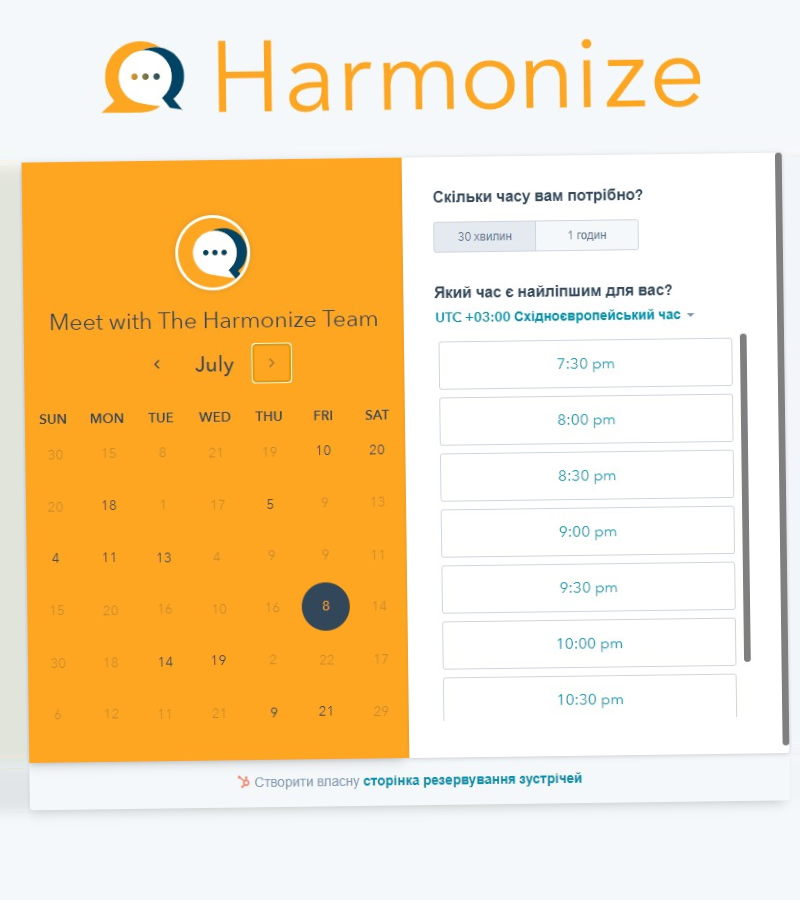 Harmonize
Meet with The Harmonize Team
July
SUN MON TUE WED THU FRI SAT
30 15 8 21 19 10 20
20 18 1 17 5 9 13
4 11 13 4 9 9 11
15 20 16 10 16 8 14
30 18 14 19 2 22 17
6 12 11 21 9 21 29
Скільки часу вам потрібно?
30 хвилин 1 годин
Який час є найліпшим для вас?
UTC +03:00 Східноєвропейський час
7:30 pm
8:00 pm
8:30 pm
9:00 pm
9:30 pm
10:00 pm
10:30 pm
Створити власну сторінка резервування зустрічей